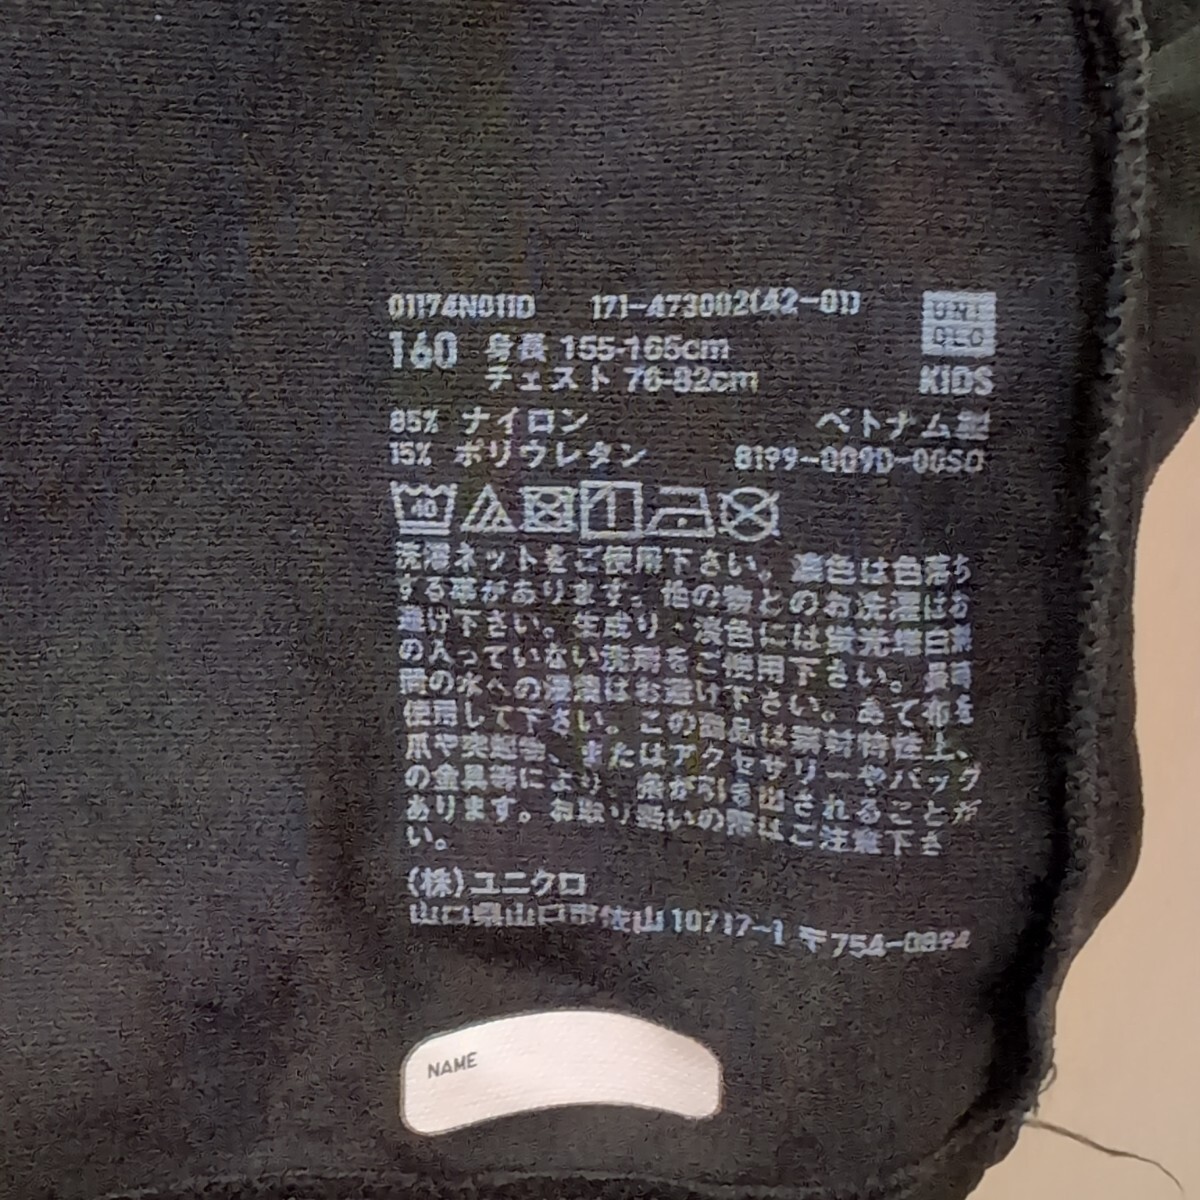 01174N011D 171-473002(42-01)
UNI
QLO
160 身長 155-165cm
チェスト 76-82cm
KIDS
85% ナイロン ベトナム製
15% ポリウレタン
40
洗濯ネットをご使用下さい。濃色は色落ち
する事があります。他の物とのお洗濯はお
避け下さい。生成り・淡色には蛍光増白剤
の入っていない洗剤をご使用下さい。長時
間の水への浸漬はお避け下さい。あて布を
使用して下さい。この商品は素材特性上、
爪や突起物、またはアクセサリーやバッグ
の金具等により、糸が引き出されることが
あります。お取り扱いの際はご注意下さ
い。
(株)ユニクロ
山口県山口市佐山10717-1 〒754-0894
NAME